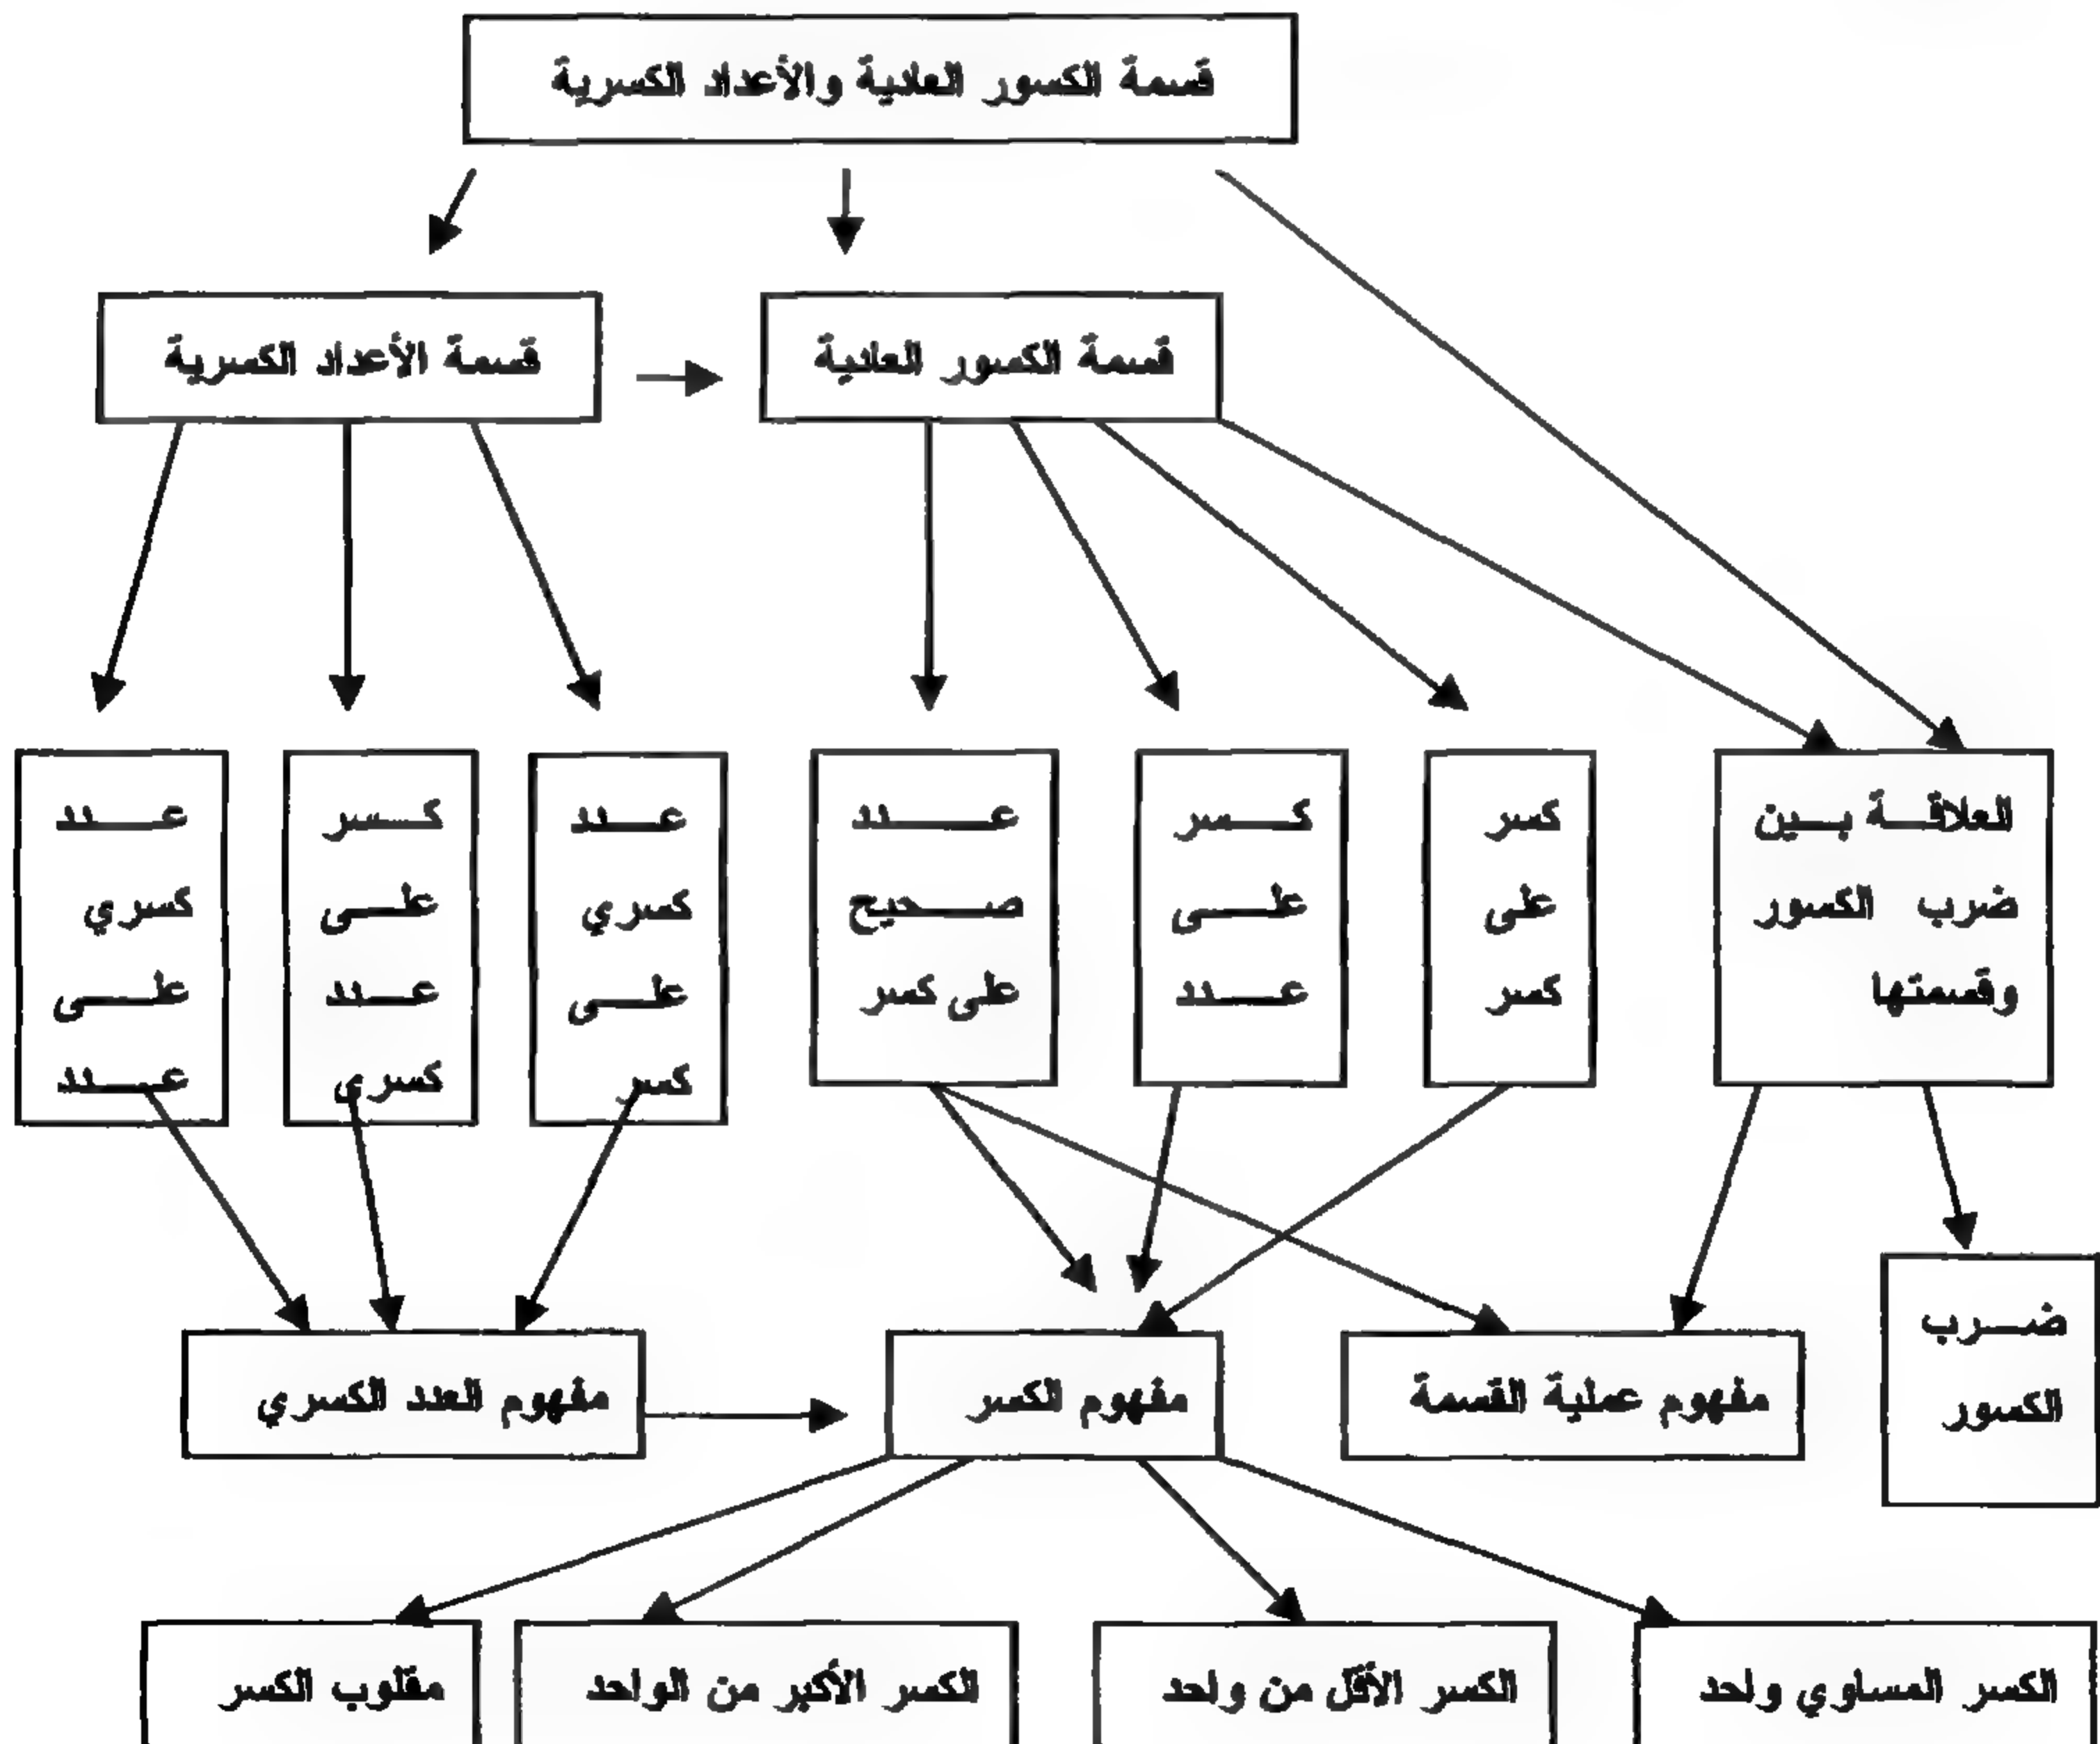 قسمة الكسور العادية والأعداد الكسرية
قسمة الكسور العادية
قسمة الأعداد الكسرية
العلاقة بين
ضرب الكسور
وقسمتها
كسر
على
كسر
كسر
على
عدد
عدد
صحيح
على كسر
عدد
كسري
على
كسر
كسر
على
عدد
كسري
عدد
كسري
على
عدد
ضرب
الكسور
مفهوم عملية القسمة
مفهوم الكسر
مفهوم العدد الكسري
الكسر المساوي واحد
الكسر الأقل من واحد
الكسر الأكبر من الواحد
مقلوب الكسر